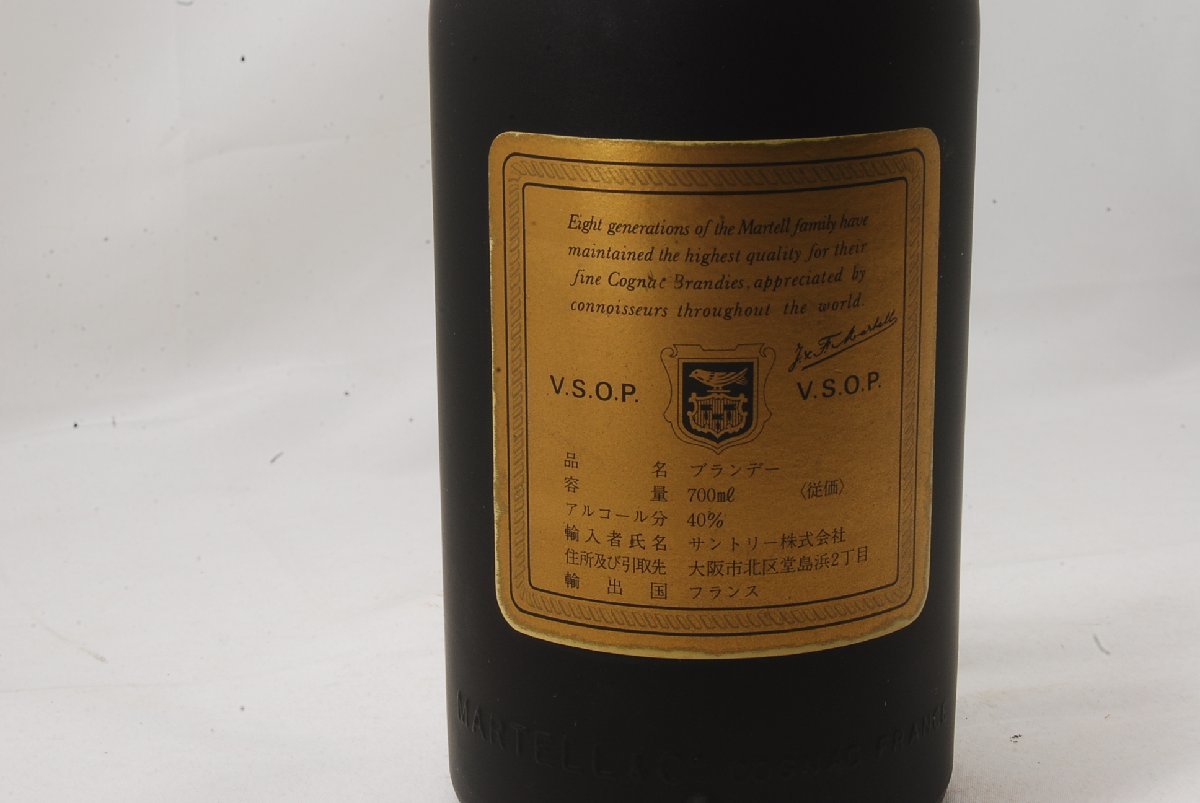 Eight generations of the Martell family have
maintained the highest quality for their
fine Cognac Brandies, appreciated by
connoisseurs throughout the world.
J & F Martell
V.S.O.P. V.S.O.P.
品名 ブランデー
容量 700mℓ 〈従価〉
アルコール分 40%
輸入者氏名 サントリー株式会社
住所及び引取先 大阪市北区堂島浜2丁目
輸出国 フランス
MARTELL & Co COGNAC FRANCE